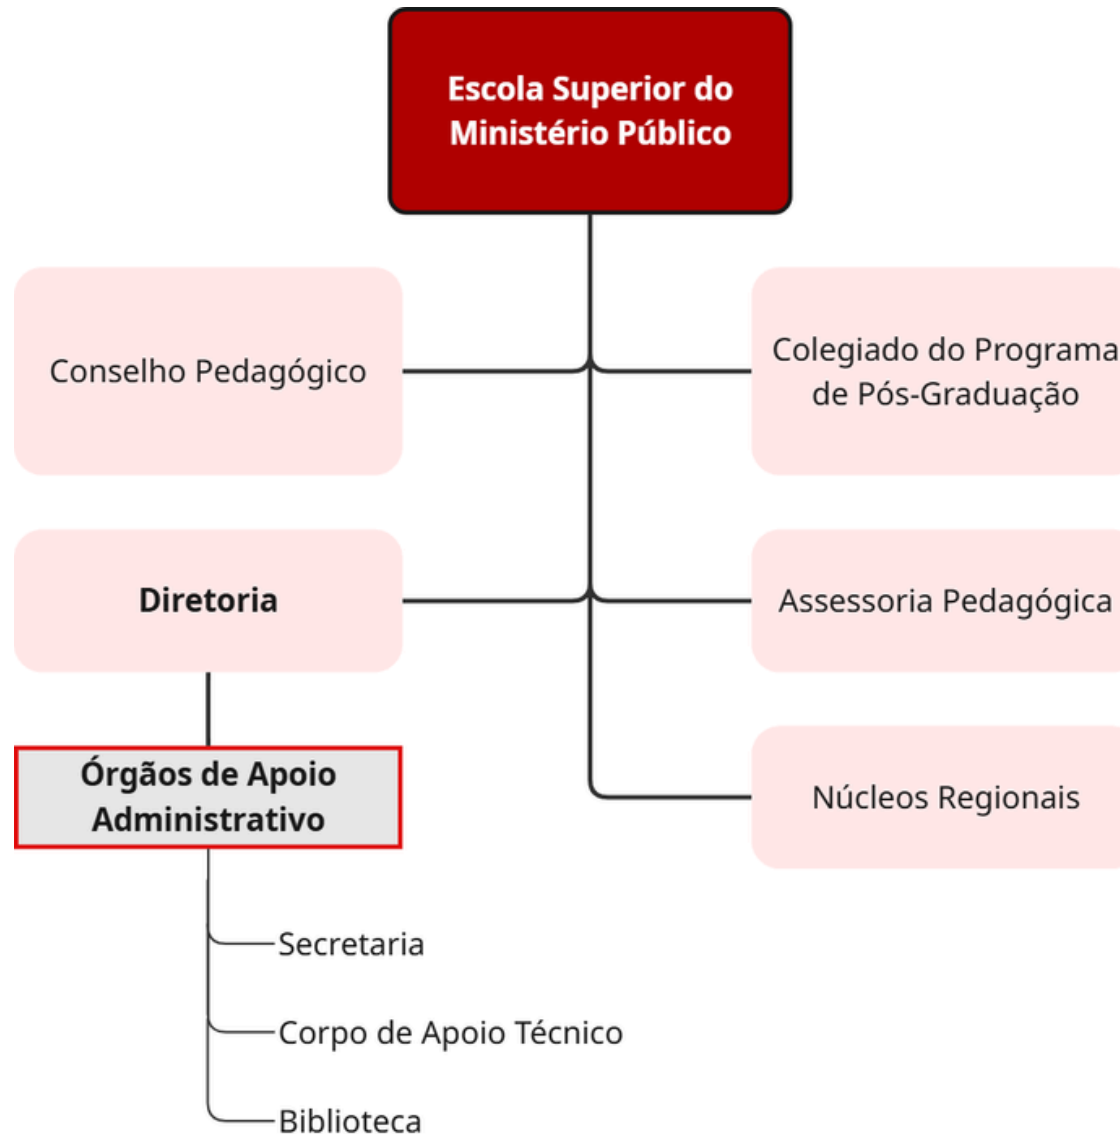 Escola Superior do
Ministério Público
Conselho Pedagógico
Colegiado do Programa
de Pós-Graduação
Diretoria
Assessoria Pedagógica
Órgãos de Apoio
Administrativo
Núcleos Regionais
Secretaria
Corpo de Apoio Técnico
Biblioteca